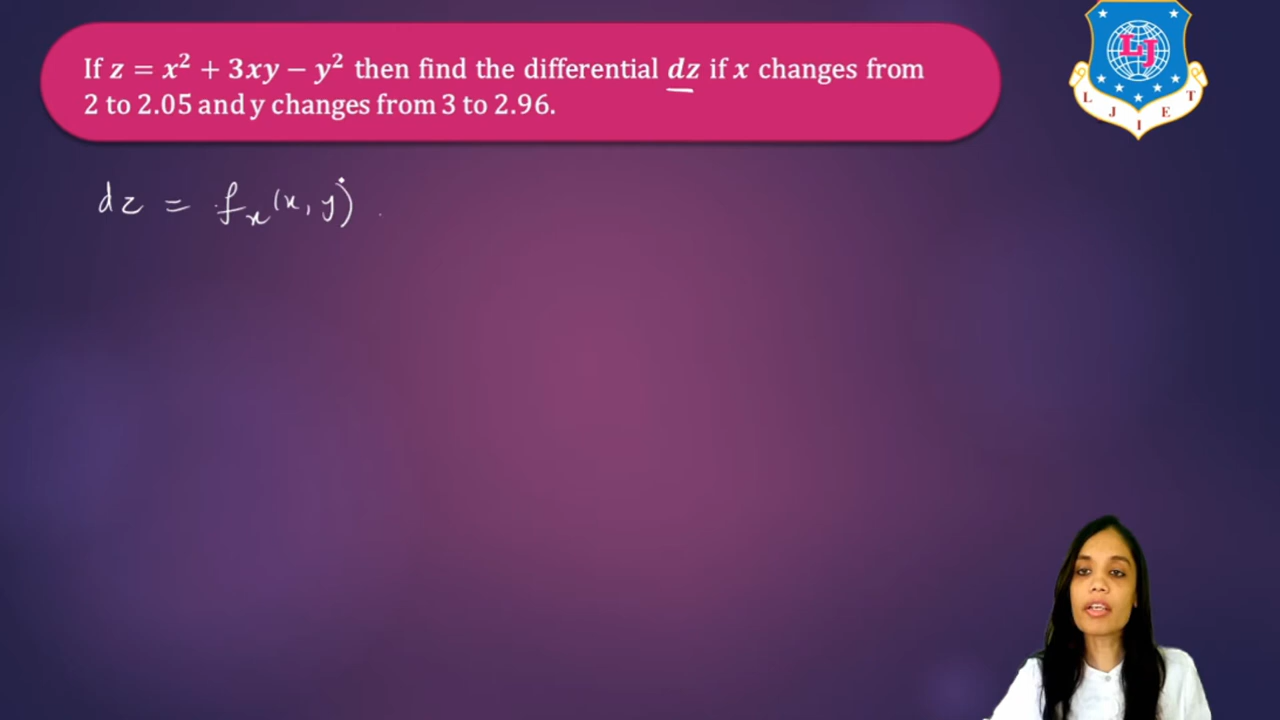 If z = x² + 3xy − y² then find the differential dz if x changes from
2 to 2.05 and y changes from 3 to 2.96.
LJ
L J I E T
dz = fₓ(x, y)